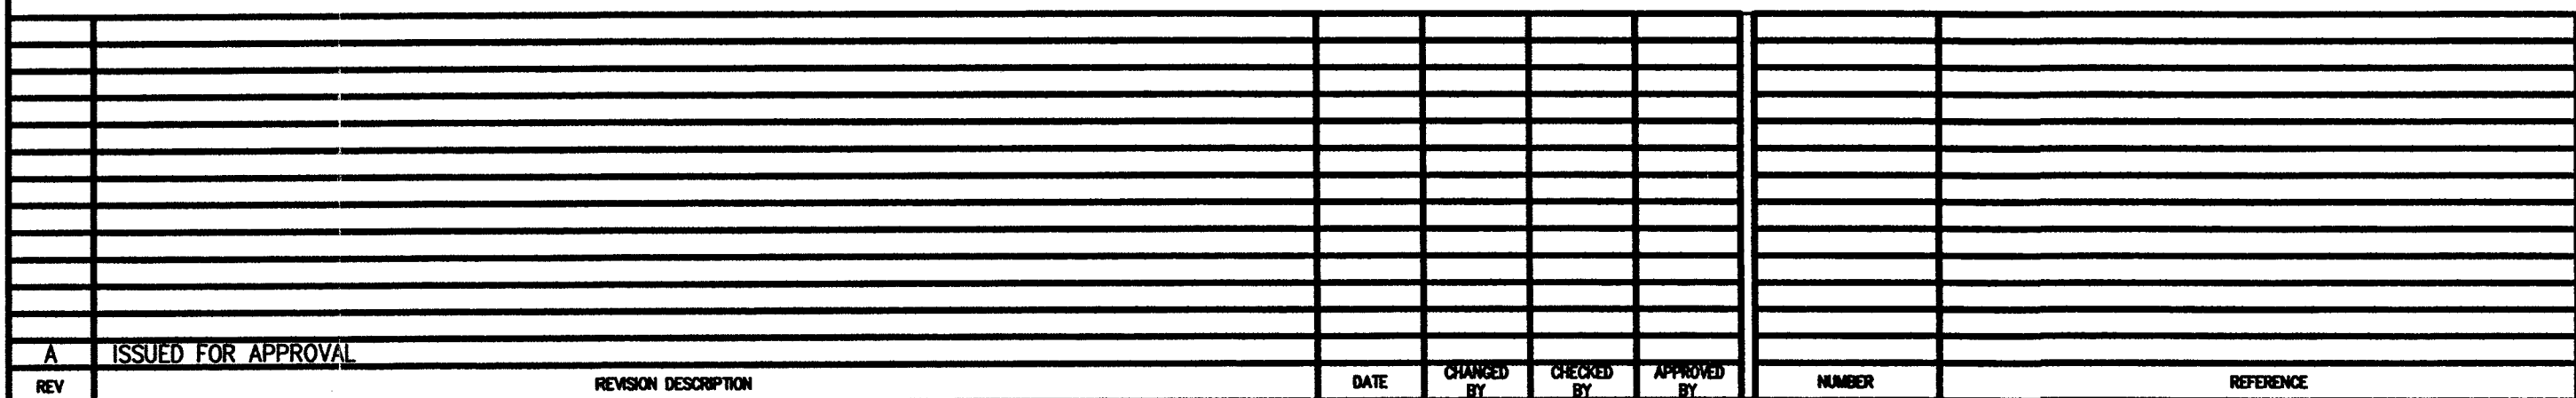 A ISSUED FOR APPROVAL
REV REVISION DESCRIPTION DATE CHANGED BY CHECKED BY APPROVED BY NUMBER REFERENCE